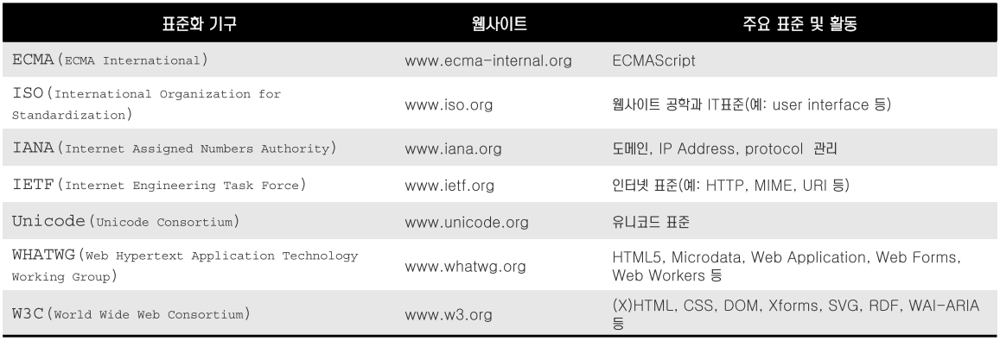 표준화 기구 웹사이트 주요 표준 및 활동
ECMA(ECMA International) www.ecma-internal.org ECMAScript
ISO(International Organization for
Standardization) www.iso.org 웹사이트 공학과 IT표준(예: user interface 등)
IANA(Internet Assigned Numbers Authority) www.iana.org 도메인, IP Address, protocol 관리
IETF(Internet Engineering Task Force) www.ietf.org 인터넷 표준(예: HTTP, MIME, URI 등)
Unicode(Unicode Consortium) www.unicode.org 유니코드 표준
WHATWG(Web Hypertext Application Technology
Working Group) www.whatwg.org HTML5, Microdata, Web Application, Web Forms,
Web Workers 등
W3C(World Wide Web Consortium) www.w3.org (X)HTML, CSS, DOM, Xforms, SVG, RDF, WAI-ARIA
등